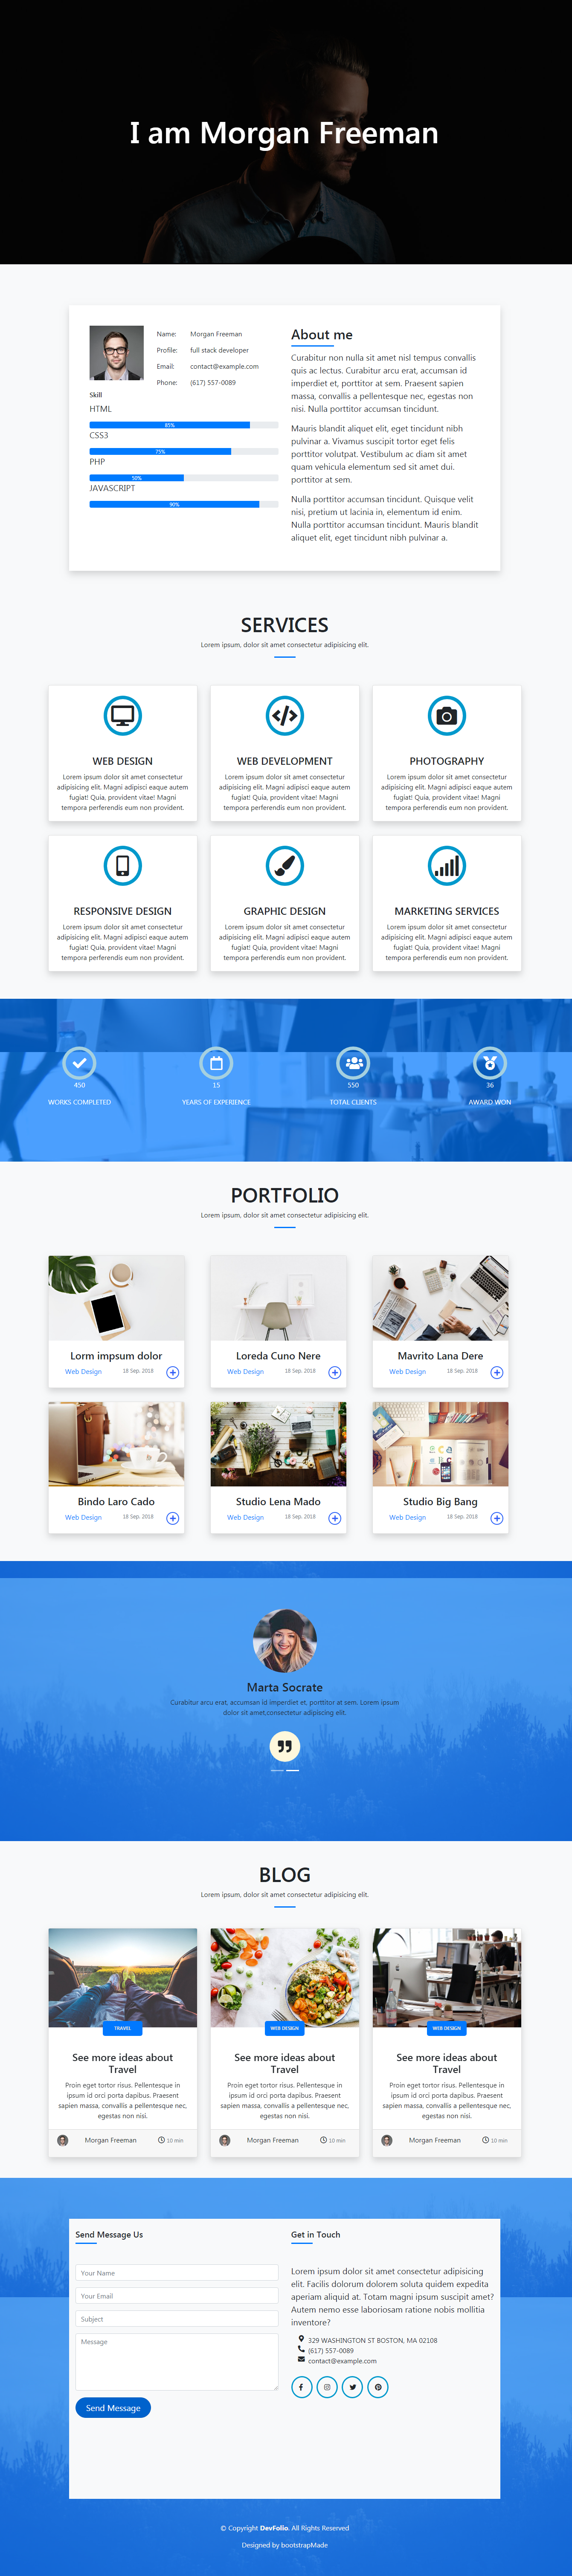 I am Morgan Freeman
Name: Morgan Freeman
Profile: full stack developer
Email: contact@example.com
Phone: (617) 557-0089
Skill
HTML
85%
CSS3
75%
PHP
50%
JAVASCRIPT
90%
About me
Curabitur non nulla sit amet nisl tempus convallis
quis ac lectus. Curabitur arcu erat, accumsan id
imperdiet et, porttitor at sem. Praesent sapien
massa, convallis a pellentesque nec, egestas non
nisi. Nulla porttitor accumsan tincidunt.
Mauris blandit aliquet elit, eget tincidunt nibh
pulvinar a. Vivamus suscipit tortor eget felis
porttitor volutpat. Vestibulum ac diam sit amet
quam vehicula elementum sed sit amet dui.
porttitor at sem.
Nulla porttitor accumsan tincidunt. Quisque velit
nisi, pretium ut lacinia in, elementum id enim.
Nulla porttitor accumsan tincidunt. Mauris blandit
aliquet elit, eget tincidunt nibh pulvinar a.
SERVICES
Lorem ipsum, dolor sit amet consectetur adipisicing elit.
WEB DESIGN
Lorem ipsum dolor sit amet consectetur
adipisicing elit. Magni adipisci eaque autem
fugiat! Quia, provident vitae! Magni
tempora perferendis eum non provident.
WEB DEVELOPMENT
Lorem ipsum dolor sit amet consectetur
adipisicing elit. Magni adipisci eaque autem
fugiat! Quia, provident vitae! Magni
tempora perferendis eum non provident.
PHOTOGRAPHY
Lorem ipsum dolor sit amet consectetur
adipisicing elit. Magni adipisci eaque autem
fugiat! Quia, provident vitae! Magni
tempora perferendis eum non provident.
RESPONSIVE DESIGN
Lorem ipsum dolor sit amet consectetur
adipisicing elit. Magni adipisci eaque autem
fugiat! Quia, provident vitae! Magni
tempora perferendis eum non provident.
GRAPHIC DESIGN
Lorem ipsum dolor sit amet consectetur
adipisicing elit. Magni adipisci eaque autem
fugiat! Quia, provident vitae! Magni
tempora perferendis eum non provident.
MARKETING SERVICES
Lorem ipsum dolor sit amet consectetur
adipisicing elit. Magni adipisci eaque autem
fugiat! Quia, provident vitae! Magni
tempora perferendis eum non provident.
450
WORKS COMPLETED
15
YEARS OF EXPERIENCE
550
TOTAL CLIENTS
36
AWARD WON
PORTFOLIO
Lorem ipsum, dolor sit amet consectetur adipisicing elit.
Lorm impsum dolor
Web Design 18 Sep. 2018
Loreda Cuno Nere
Web Design 18 Sep. 2018
Mavrito Lana Dere
Web Design 18 Sep. 2018
Bindo Laro Cado
Web Design 18 Sep. 2018
Studio Lena Mado
Web Design 18 Sep. 2018
Studio Big Bang
Web Design 18 Sep. 2018
Marta Socrate
Curabitur arcu erat, accumsan id imperdiet et, porttitor at sem. Lorem ipsum
dolor sit amet,consectetur adipiscing elit.
BLOG
Lorem ipsum, dolor sit amet consectetur adipisicing elit.
TRAVEL
See more ideas about
Travel
Proin eget tortor risus. Pellentesque in
ipsum id orci porta dapibus. Praesent
sapien massa, convallis a pellentesque nec,
egestas non nisi.
Morgan Freeman 10 min
WEB DESIGN
See more ideas about
Travel
Proin eget tortor risus. Pellentesque in
ipsum id orci porta dapibus. Praesent
sapien massa, convallis a pellentesque nec,
egestas non nisi.
Morgan Freeman 10 min
WEB DESIGN
See more ideas about
Travel
Proin eget tortor risus. Pellentesque in
ipsum id orci porta dapibus. Praesent
sapien massa, convallis a pellentesque nec,
egestas non nisi.
Morgan Freeman 10 min
Send Message Us
Your Name
Your Email
Subject
Message
Send Message
Get in Touch
Lorem ipsum dolor sit amet consectetur adipisicing
elit. Facilis dolorum dolorem soluta quidem expedita
aperiam aliquid at. Totam magni ipsum suscipit amet?
Autem nemo esse laboriosam ratione nobis mollitia
inventore?
329 WASHINGTON ST BOSTON, MA 02108
(617) 557-0089
contact@example.com
© Copyright DevFolio. All Rights Reserved
Designed by bootstrapMade